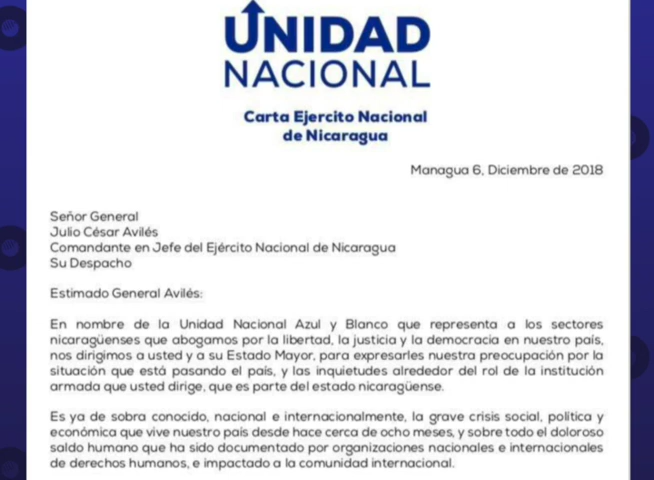 UNIDAD
NACIONAL
Carta Ejercito Nacional
de Nicaragua
Managua 6, Diciembre de 2018
Señor General
Julio César Avilés
Comandante en Jefe del Ejército Nacional de Nicaragua
Su Despacho
Estimado General Avilés:
En nombre de la Unidad Nacional Azul y Blanco que representa a los sectores
nicaragüenses que abogamos por la libertad, la justicia y la democracia en nuestro país,
nos dirigimos a usted y a su Estado Mayor, para expresarles nuestra preocupación por la
situación que está pasando el país, y las inquietudes alrededor del rol de la institución
armada que usted dirige, que es parte del estado nicaragüense.
Es ya de sobra conocido, nacional e internacionalmente, la grave crisis social, política y
económica que vive nuestro país desde hace cerca de ocho meses, y sobre todo el doloroso
saldo humano que ha sido documentado por organizaciones nacionales e internacionales
de derechos humanos, e impactado a la comunidad internacional.